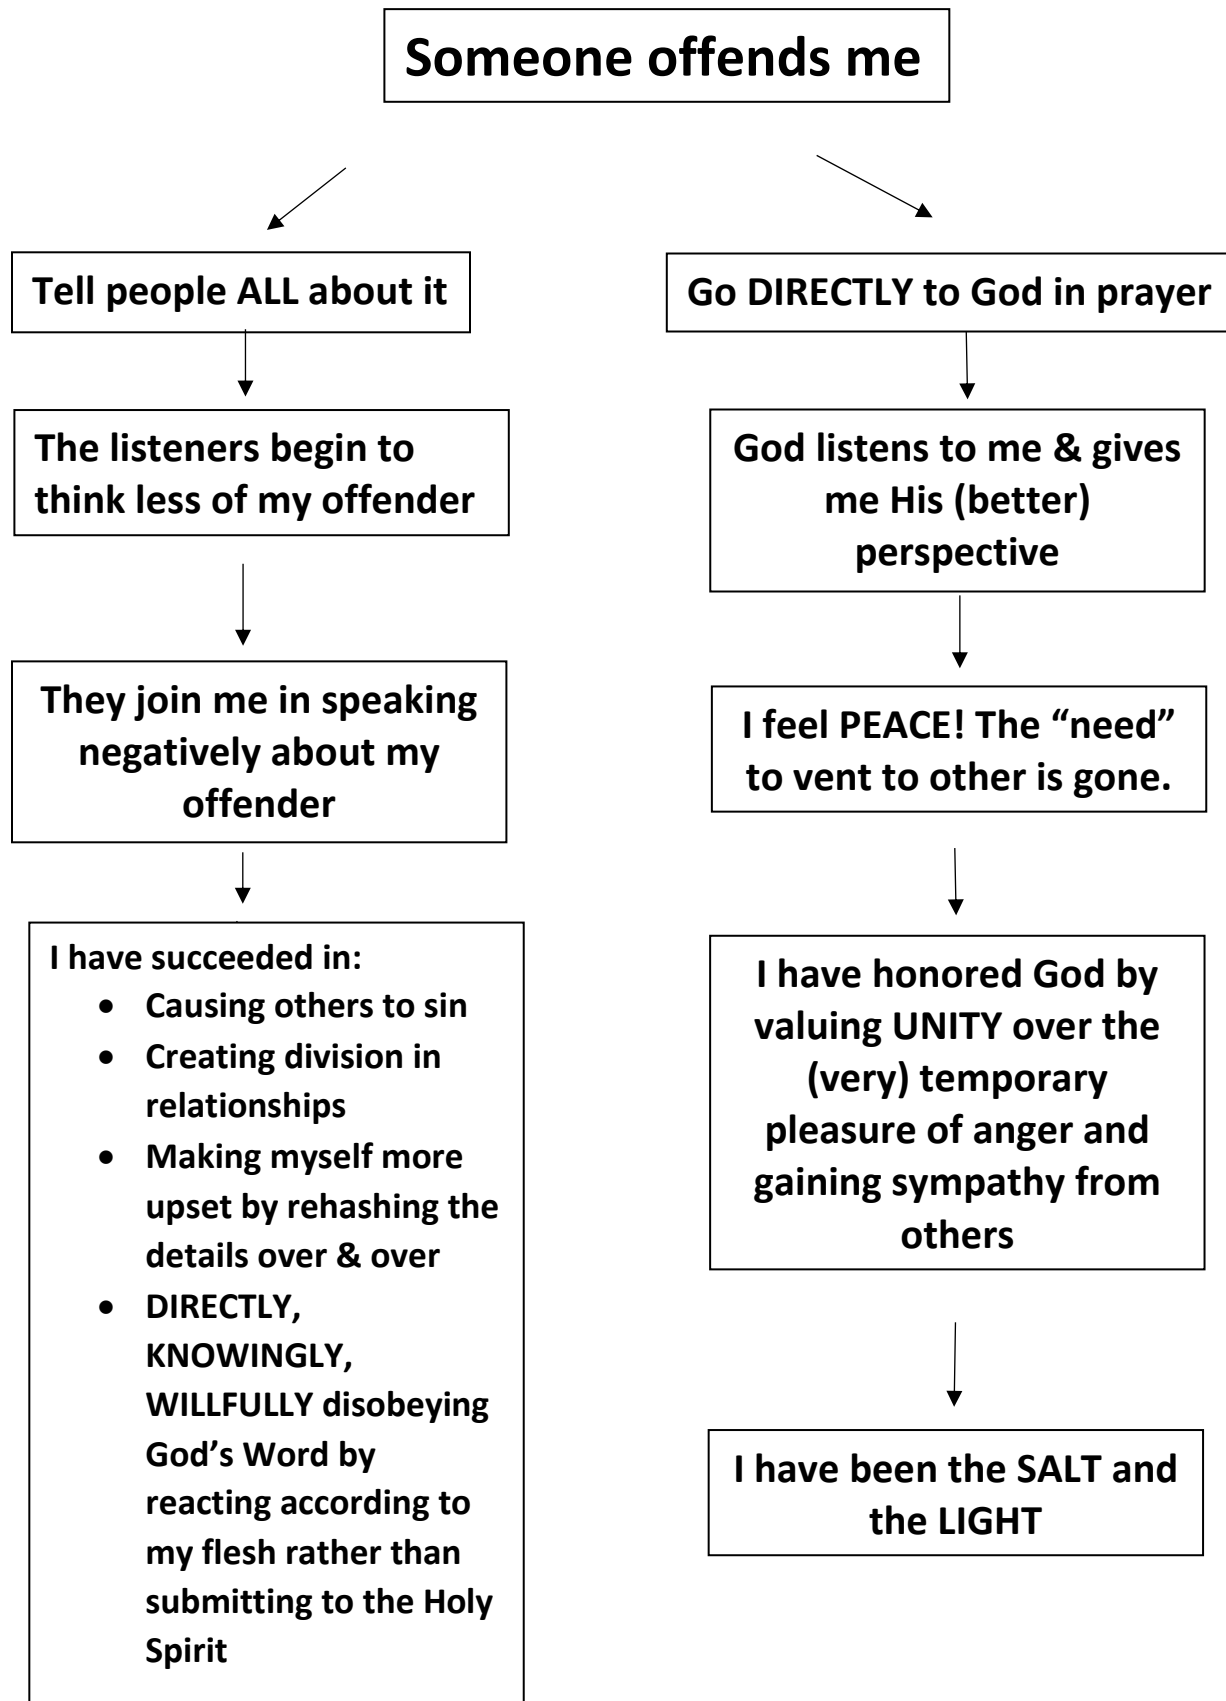 Someone offends me
Tell people ALL about it
The listeners begin to
think less of my offender
They join me in speaking
negatively about my
offender
I have succeeded in:
• Causing others to sin
• Creating division in
relationships
• Making myself more
upset by rehashing the
details over & over
• DIRECTLY,
KNOWINGLY,
WILLFULLY disobeying
God’s Word by
reacting according to
my flesh rather than
submitting to the Holy
Spirit
Go DIRECTLY to God in prayer
God listens to me & gives
me His (better)
perspective
I feel PEACE! The “need”
to vent to other is gone.
I have honored God by
valuing UNITY over the
(very) temporary
pleasure of anger and
gaining sympathy from
others
I have been the SALT and
the LIGHT